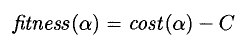 fitness(α) = cost(α) − C